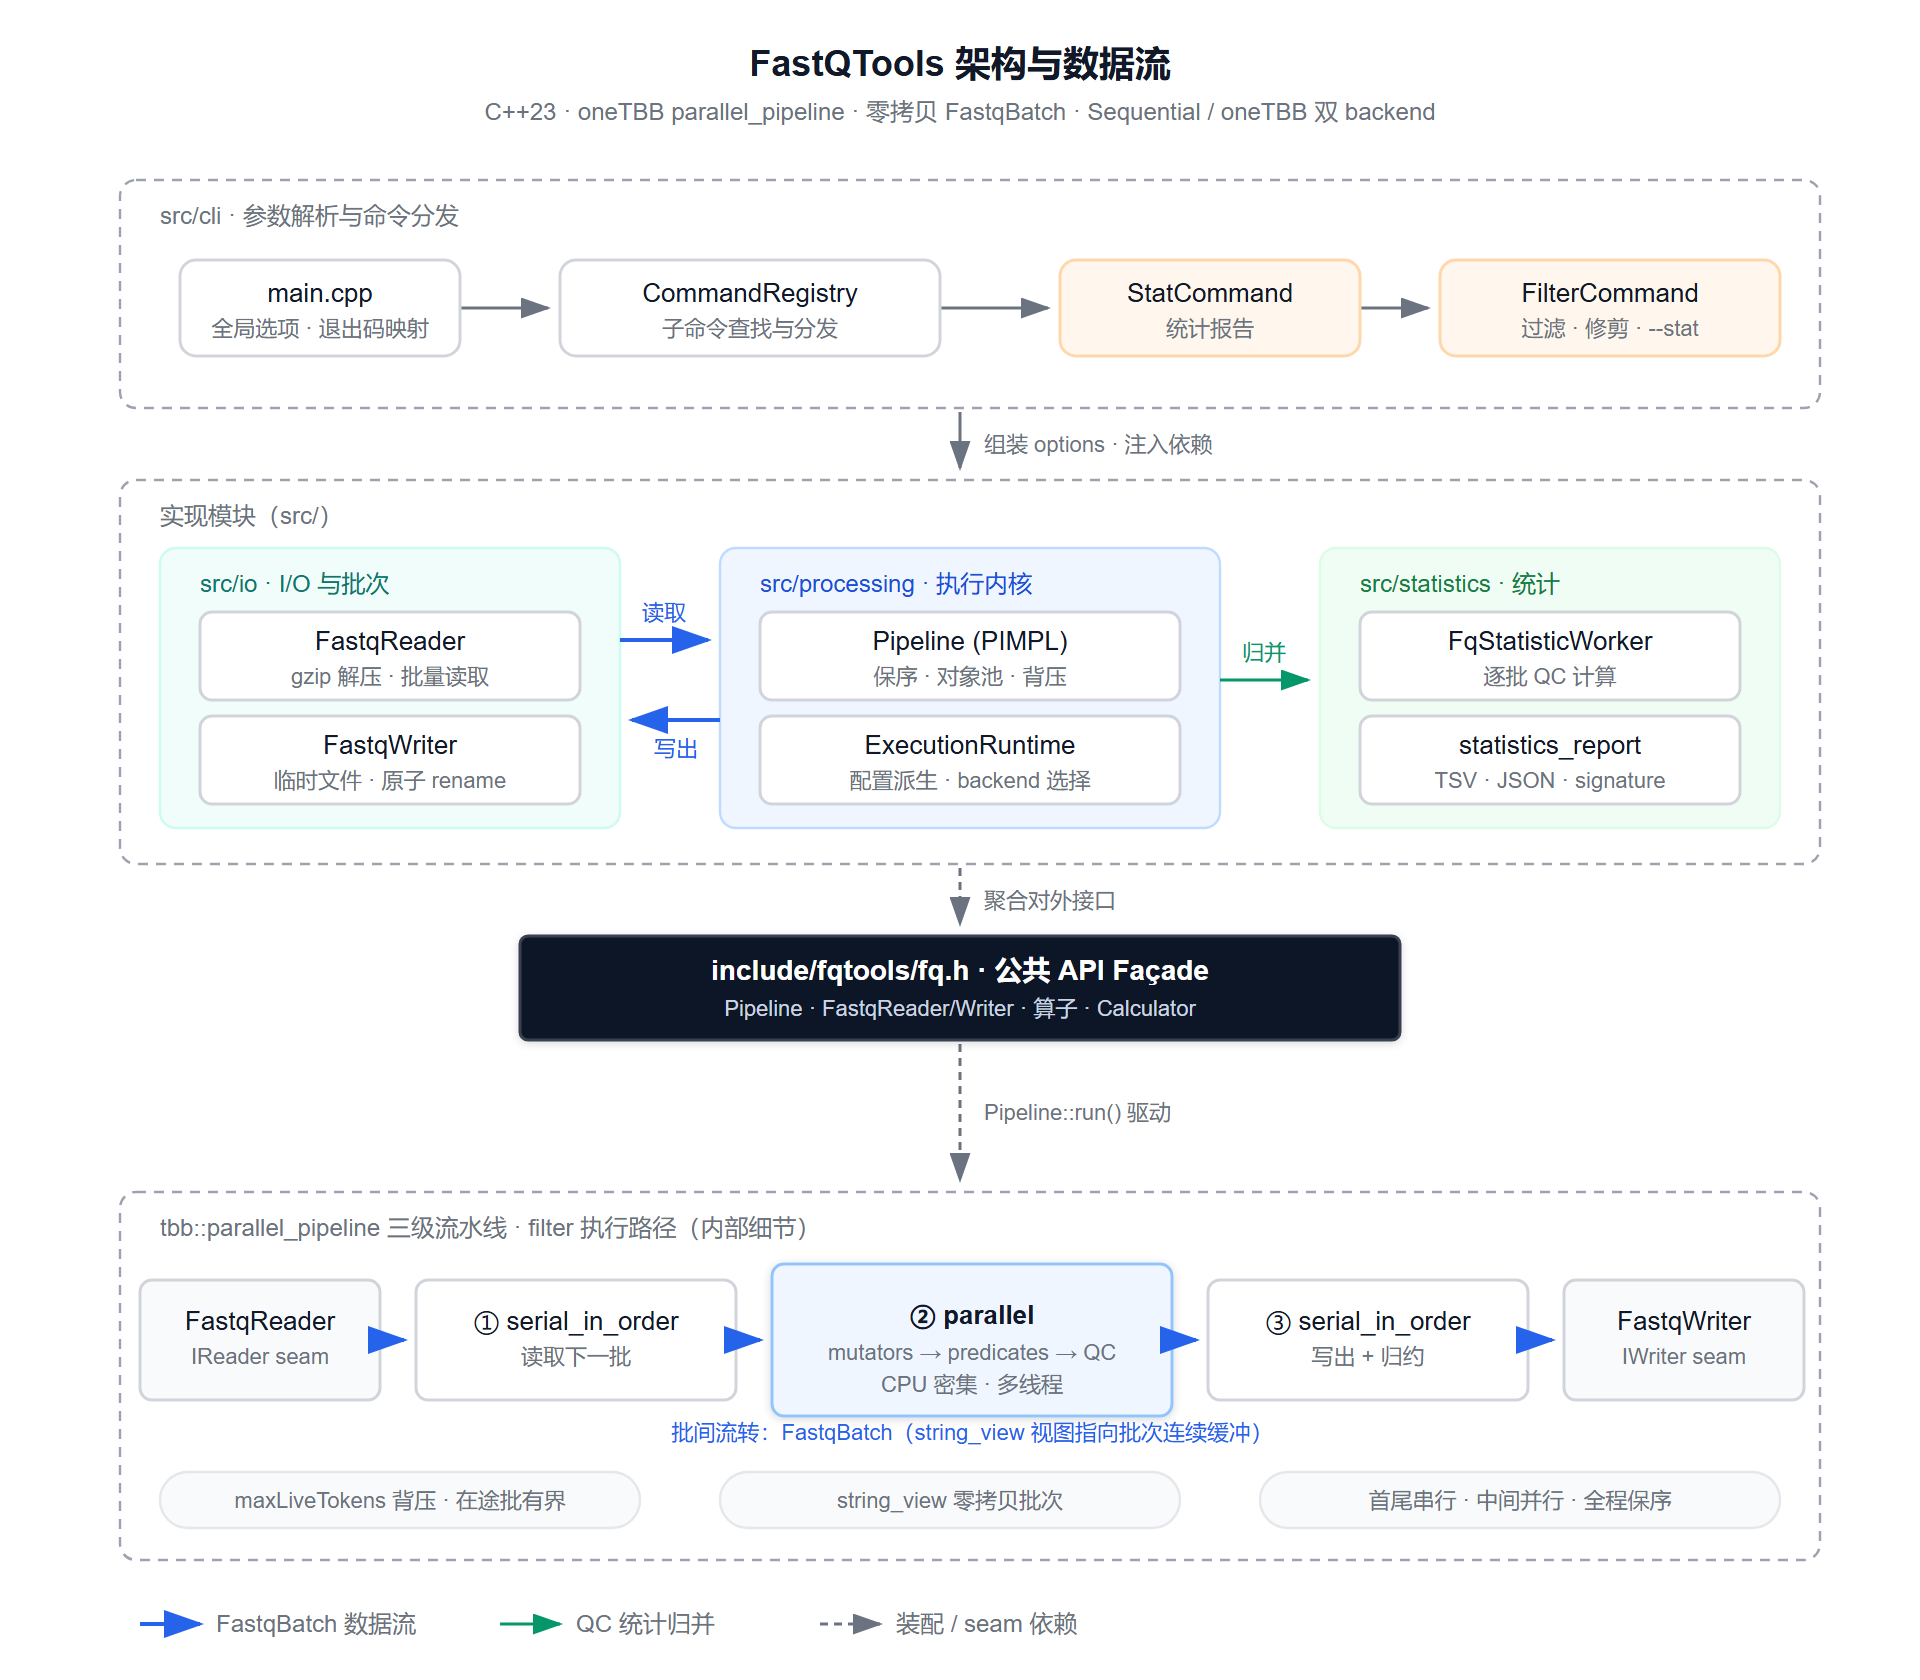 FastQTools 架构与数据流
C++23 · oneTBB parallel_pipeline · 零拷贝 FastqBatch · Sequential / oneTBB 双 backend
src/cli · 参数解析与命令分发
main.cpp
全局选项 · 退出码映射
CommandRegistry
子命令查找与分发
StatCommand
统计报告
FilterCommand
过滤 · 修剪 · --stat
组装 options · 注入依赖
实现模块（src/）
src/io · I/O 与批次
FastqReader
gzip 解压 · 批量读取
FastqWriter
临时文件 · 原子 rename
读取
写出
src/processing · 执行内核
Pipeline (PIMPL)
保序 · 对象池 · 背压
ExecutionRuntime
配置派生 · backend 选择
归并
src/statistics · 统计
FqStatisticWorker
逐批 QC 计算
statistics_report
TSV · JSON · signature
聚合对外接口
include/fqtools/fq.h · 公共 API Façade
Pipeline · FastqReader/Writer · 算子 · Calculator
Pipeline::run() 驱动
tbb::parallel_pipeline 三级流水线 · filter 执行路径（内部细节）
FastqReader
IReader seam
① serial_in_order
读取下一批
② parallel
mutators → predicates → QC
CPU 密集 · 多线程
③ serial_in_order
写出 + 归约
FastqWriter
IWriter seam
批间流转：FastqBatch（string_view 视图指向批次连续缓冲）
maxLiveTokens 背压 · 在途批有界
string_view 零拷贝批次
首尾串行 · 中间并行 · 全程保序
FastqBatch 数据流
QC 统计归并
装配 / seam 依赖